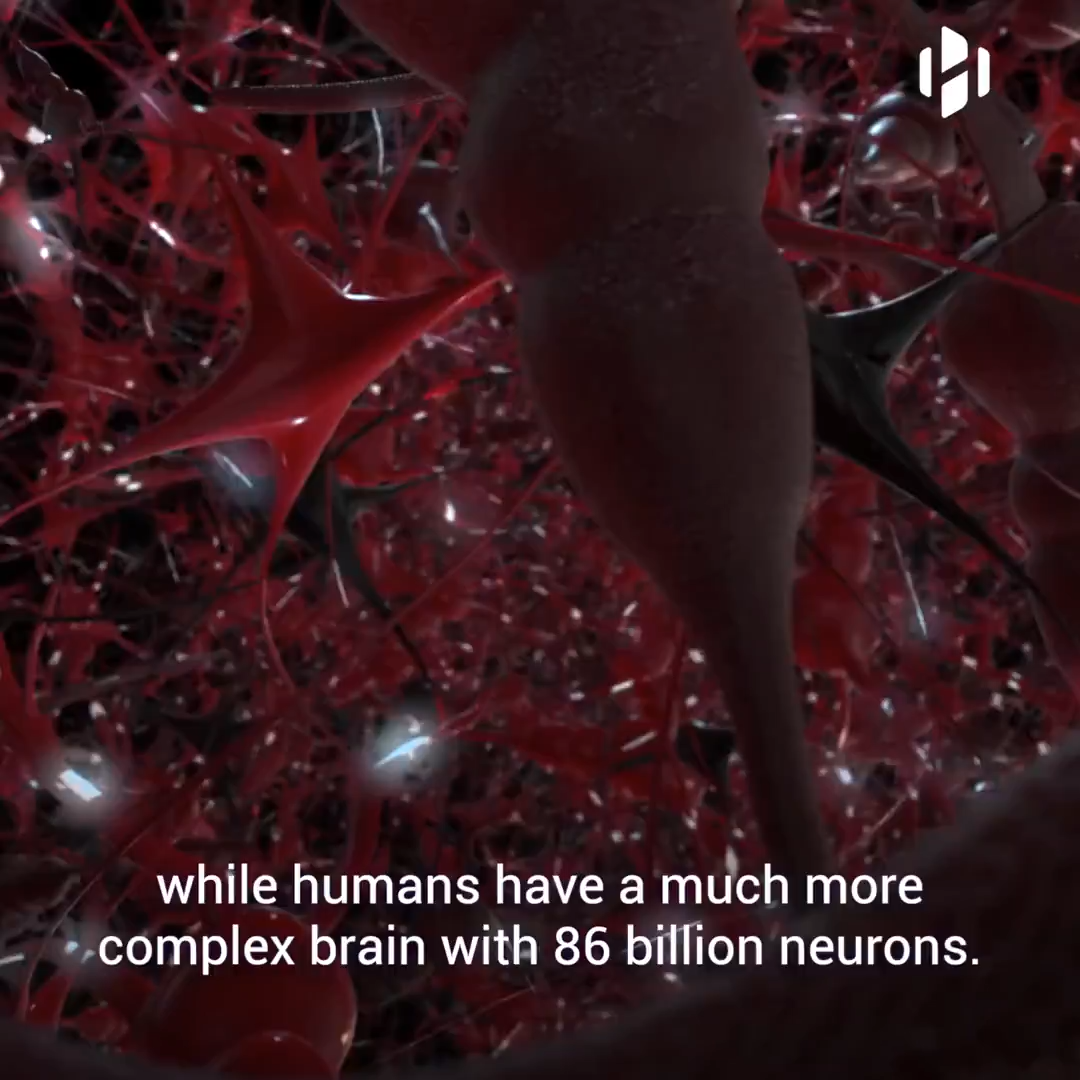 while humans have a much more
complex brain with 86 billion neurons.